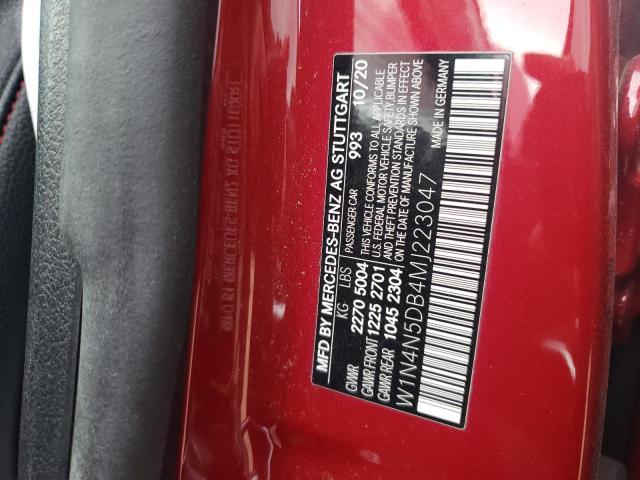 MFD BY MERCEDES-BENZ AG STUTTGART
KG LBS PASSENGER CAR 993 10/20
GVWR 2270 5004
GAWR FRONT 1225 2701
GAWR REAR 1045 2304
THIS VEHICLE CONFORMS TO ALL APPLICABLE
U.S. FEDERAL MOTOR VEHICLE SAFETY, BUMPER
AND THEFT PREVENTION STANDARDS IN EFFECT
ON THE DATE OF MANUFACTURE SHOWN ABOVE
W1N4N5DB4MJ223047 MADE IN GERMANY